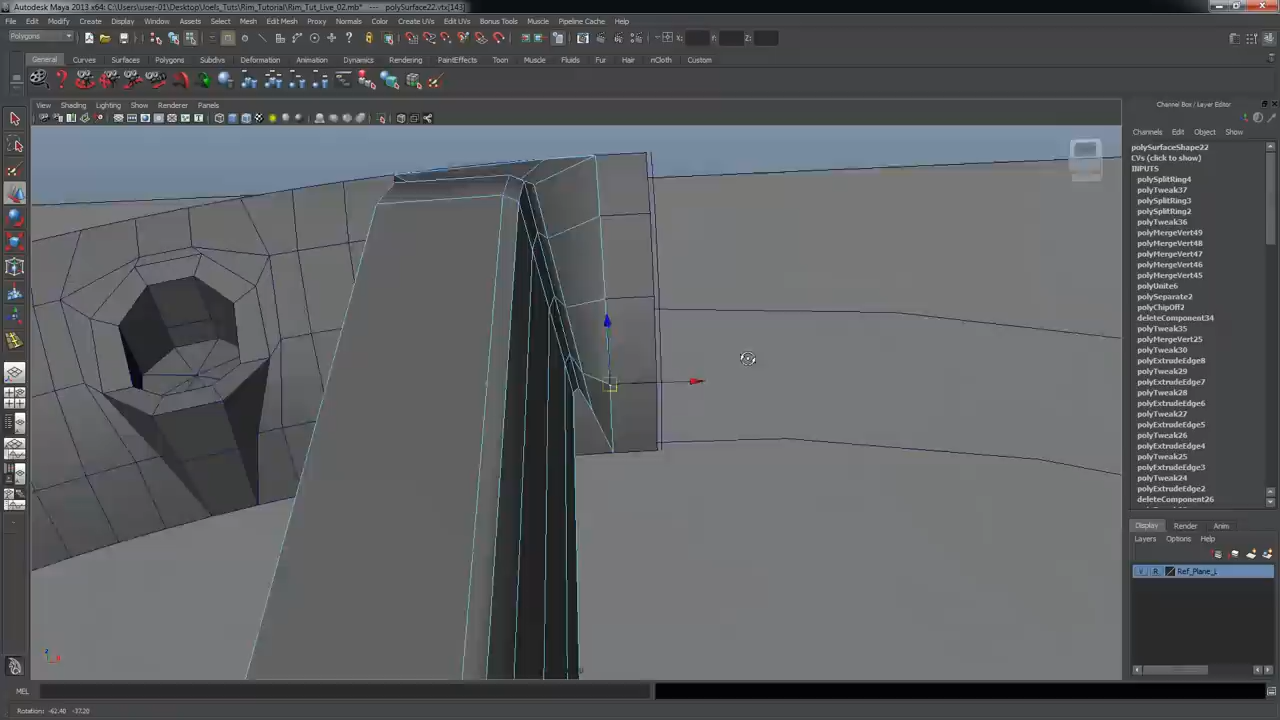 Autodesk Maya 2013 x64: C:\Users\user-01\Desktop\Joels_Tuts\Rim_Tutorial\Rim_Tut_Live_02.mb* --- polySurface22.vtx[143]
File Edit Modify Create Display Window Assets Select Mesh Edit Mesh Proxy Normals Color Create UVs Edit UVs Bonus Tools Muscle Pipeline Cache Help
Polygons X: Y: Z:
General Curves Surfaces Polygons Subdivs Deformation Animation Dynamics Rendering PaintEffects Toon Muscle Fluids Fur Hair nCloth Custom
View Shading Lighting Show Renderer Panels
Channel Box / Layer Editor
Channels Edit Object Show
polySurfaceShape22
CVs (click to show)
INPUTS
polySplitRing4
polyTweak37
polySplitRing3
polySplitRing2
polyTweak36
polyMergeVert49
polyMergeVert48
polyMergeVert47
polyMergeVert46
polyMergeVert45
polyUnite6
polySeparate2
polyChipOff2
deleteComponent34
polyTweak35
polyMergeVert25
polyTweak30
polyExtrudeEdge8
polyTweak29
polyExtrudeEdge7
polyTweak28
polyExtrudeEdge6
polyTweak27
polyExtrudeEdge5
polyTweak26
polyExtrudeEdge4
polyTweak25
polyExtrudeEdge3
polyTweak24
polyExtrudeEdge2
deleteComponent26
Display Render Anim
Layers Options Help
V R Ref_Plane_L
MEL
Rotations: -62.40 -37.20